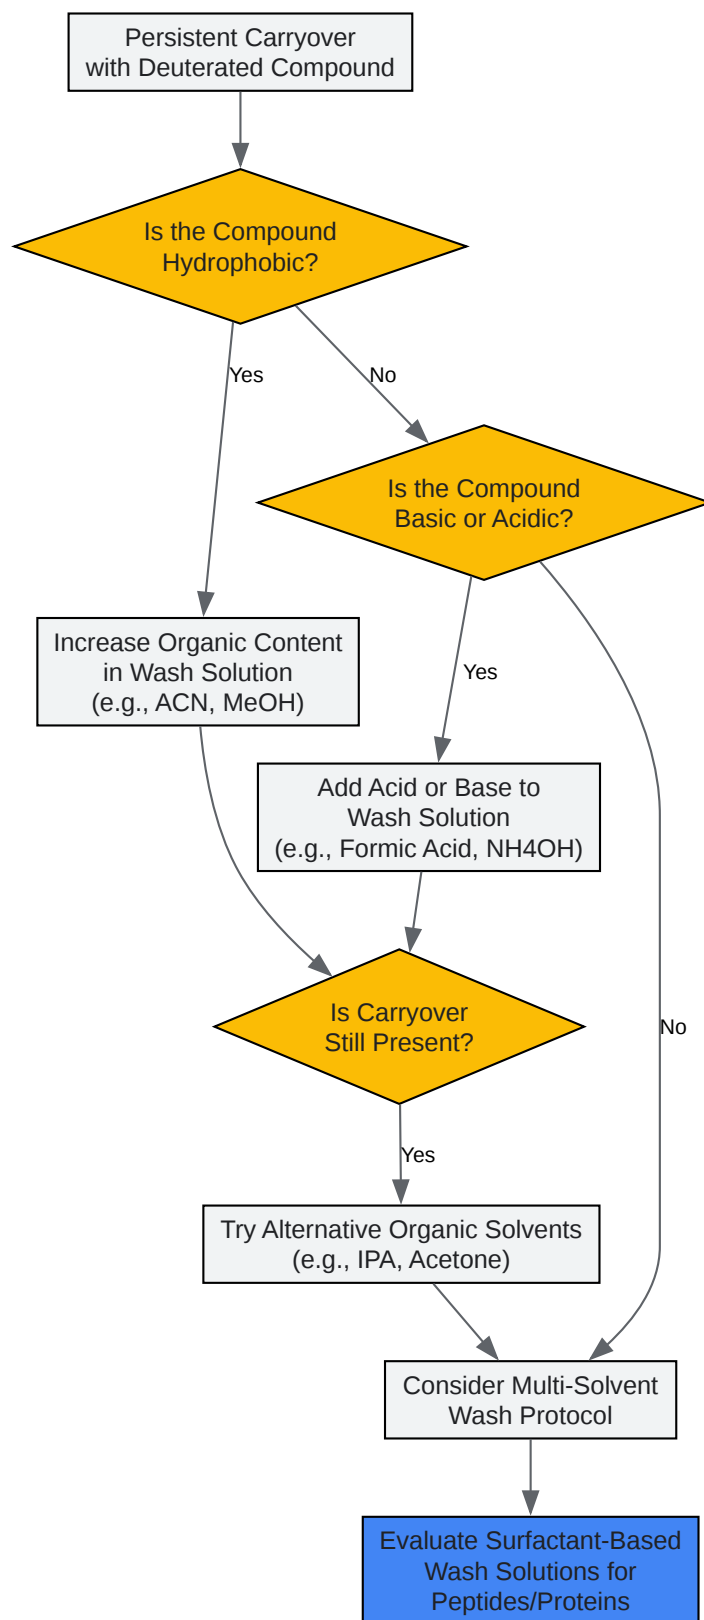 Persistent Carryover
with Deuterated Compound
Is the Compound
Hydrophobic?
Yes
No
Is the Compound
Basic or Acidic?
Increase Organic Content
in Wash Solution
(e.g., ACN, MeOH)
Yes
Add Acid or Base to
Wash Solution
(e.g., Formic Acid, NH4OH)
Is Carryover
Still Present?
No
Yes
Try Alternative Organic Solvents
(e.g., IPA, Acetone)
Consider Multi-Solvent
Wash Protocol
Evaluate Surfactant-Based
Wash Solutions for
Peptides/Proteins